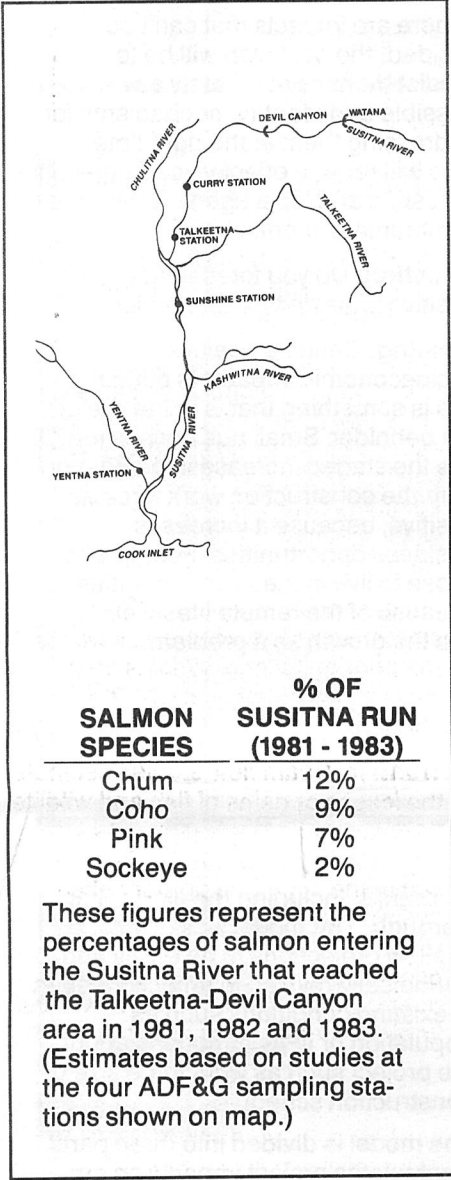 DEVIL CANYON
WATANA
SUSITNA RIVER
CHULITNA RIVER
CURRY STATION
TALKEETNA
STATION
TALKEETNA RIVER
SUNSHINE STATION
KASHWITNA RIVER
YENTNA RIVER
SUSITNA RIVER
YENTNA STATION
COOK INLET
SALMON SPECIES % OF SUSITNA RUN (1981 - 1983)
Chum 12%
Coho 9%
Pink 7%
Sockeye 2%
These figures represent the
percentages of salmon entering
the Susitna River that reached
the Talkeetna-Devil Canyon
area in 1981, 1982 and 1983.
(Estimates based on studies at
the four ADF&G sampling sta-
tions shown on map.)